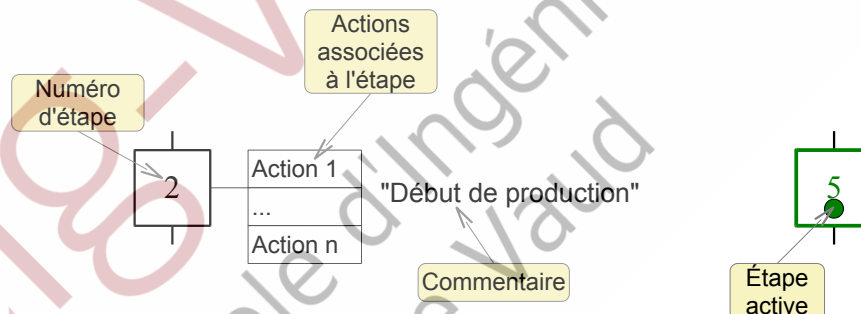 Actions
associées
à l'étape
Numéro
d'étape
2
Action 1
...
Action n
"Début de production"
Commentaire
5
Étape
active